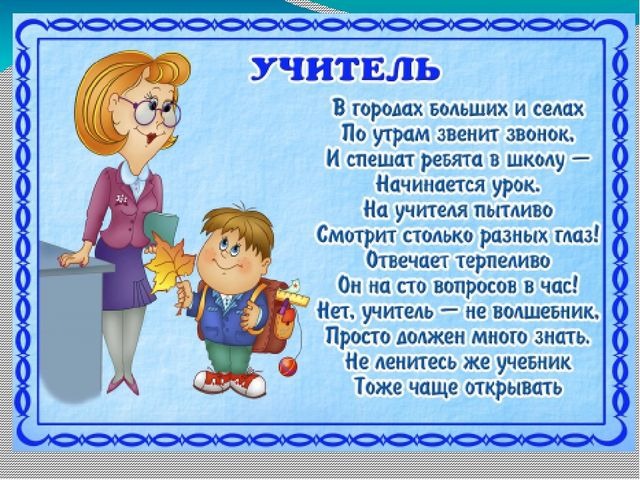 УЧИТЕЛЬ
В городах больших и селах
По утрам звенит звонок,
И спешат ребята в школу —
Начинается урок.
На учителя пытливо
Смотрит столько разных глаз!
Отвечает терпеливо
Он на сто вопросов в час!
Нет, учитель — не волшебник,
Просто должен много знать.
Не ленитесь же учебник
Тоже чаще открывать